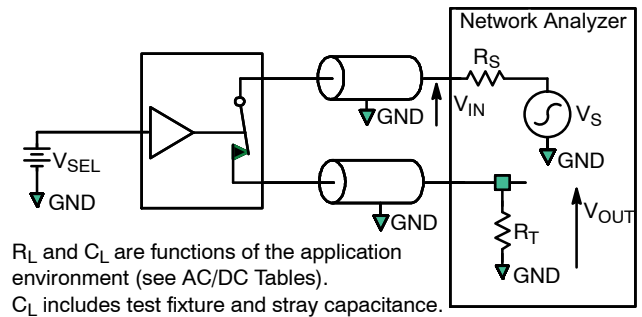 Network Analyzer
RS
GND
VIN
VS
GND
VSEL
GND
GND
VOUT
RT
GND
RL and CL are functions of the application
environment (see AC/DC Tables).
CL includes test fixture and stray capacitance.